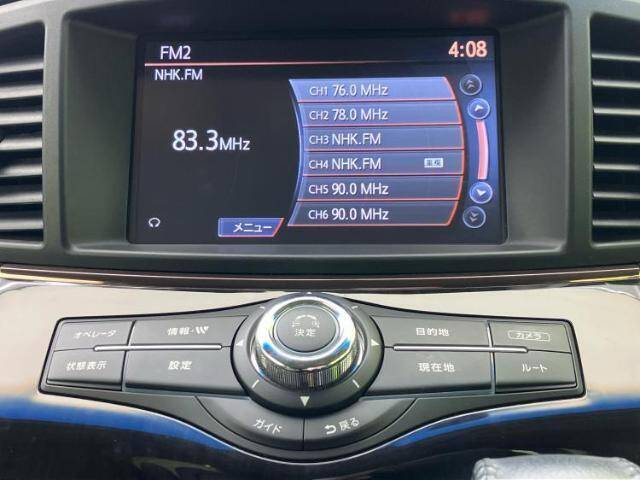 FM2
4:08
NHK.FM
83.3MHz
CH1 76.0 MHz
CH2 78.0 MHz
CH3 NHK.FM
CH4 NHK.FM
CH5 90.0 MHz
CH6 90.0 MHz
メニュー
オペレータ
情報・
決定
目的地
カメラ
状態表示
設定
現在地
ルート
ガイド
戻る